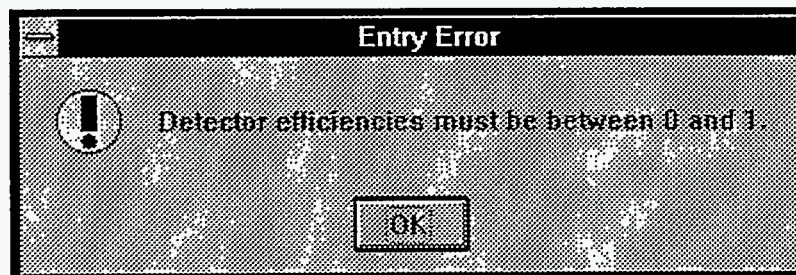 Entry Error
Detector efficiencies must be between 0 and 1.
OK